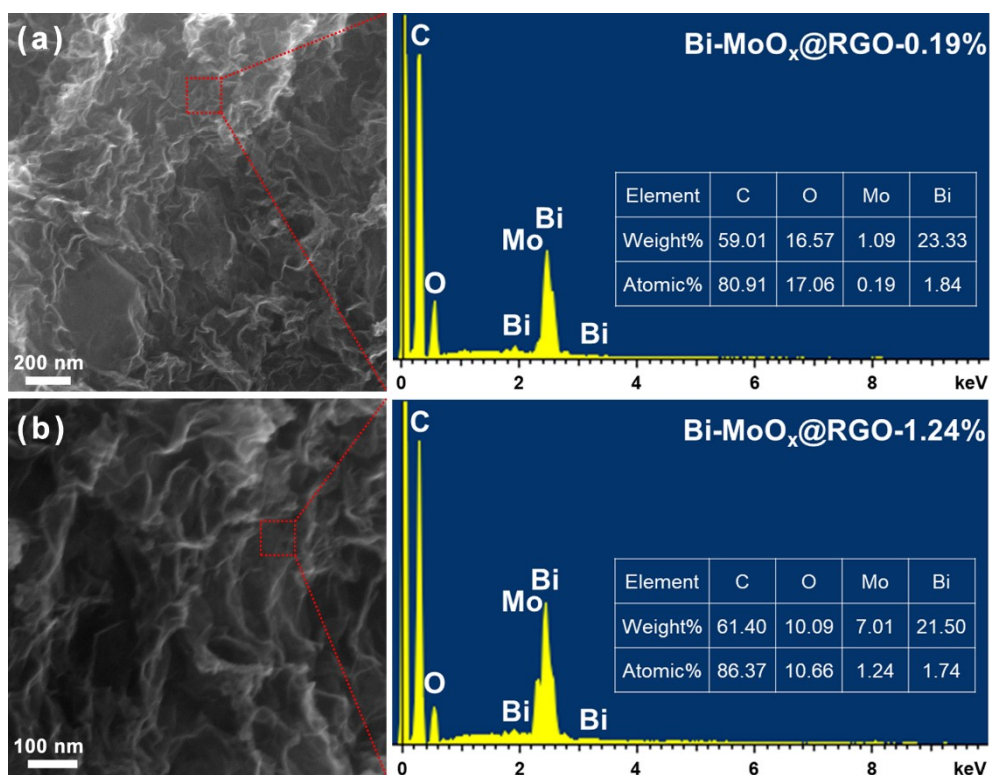 (a)
200 nm
Bi-MoOₓ@RGO-0.19%
C
O
Mo
Bi
Bi
Bi
Element C O Mo Bi
Weight% 59.01 16.57 1.09 23.33
Atomic% 80.91 17.06 0.19 1.84
0 2 4 6 8 keV
(b)
100 nm
Bi-MoOₓ@RGO-1.24%
C
O
Mo
Bi
Bi
Bi
Element C O Mo Bi
Weight% 61.40 10.09 7.01 21.50
Atomic% 86.37 10.66 1.24 1.74
0 2 4 6 8 keV